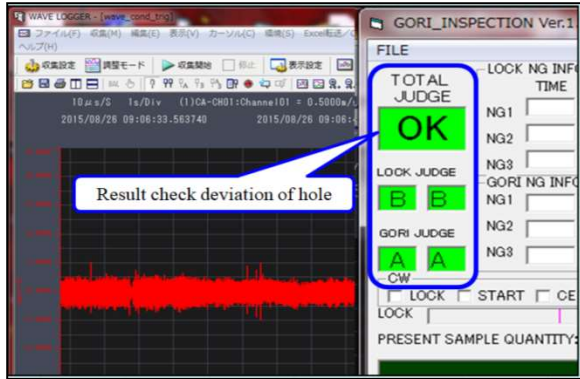 WAVE LOGGER - [wave_cond_trig]
ファイル(F) 収集(M) 編集(E) 表示(V) カーソル(C) 環境(S) Excel転送/
ヘルプ(H)
収集設定 調整モード 収集開始 停止 表示設定
10μs/S 1s/Div (1)CA-CH01:Channel01 = 0.5000
2015/08/26 09:06:33.563740 2015/08/26 09:06:
Result check deviation of hole
GORI_INSPECTION Ver.1
FILE
TOTAL
JUDGE
OK
LOCK JUDGE
B B
GORI JUDGE
A A
LOCK NG INF
TIME
NG1
NG2
NG3
GORI NG INF
NG1
NG2
NG3
CW
LOCK START CE
LOCK
PRESENT SAMPLE QUANTITY: